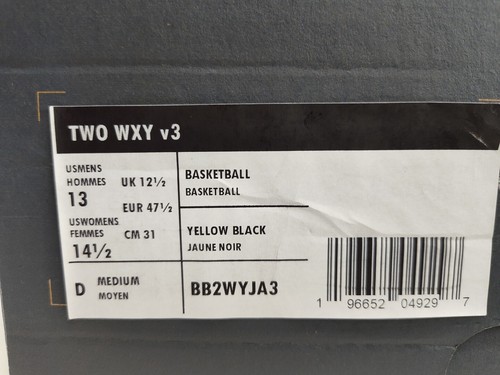 TWO WXY v3
USMENS
HOMMES
13
UK 12½
EUR 47½
USWOMENS
FEMMES
14½
CM 31
D
MEDIUM
MOYEN
BASKETBALL
BASKETBALL
YELLOW BLACK
JAUNE NOIR
BB2WYJA3
1 96652 04929 7